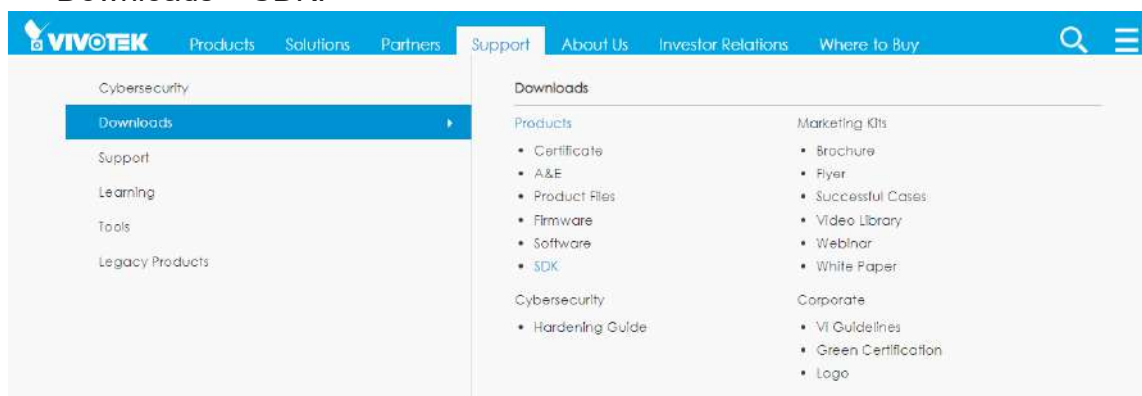 VIVOTEK Products Solutions Partners Support About Us Investor Relations Where to Buy
Cybersecurity
Downloads
Support
Learning
Tools
Legacy Products
Downloads
Products
• Certificate
• A&E
• Product Files
• Firmware
• Software
• SDK
Cybersecurity
• Hardening Guide
Marketing Kits
• Brochure
• Flyer
• Successful Cases
• Video Library
• Webinar
• White Paper
Corporate
• VI Guidelines
• Green Certification
• Logo